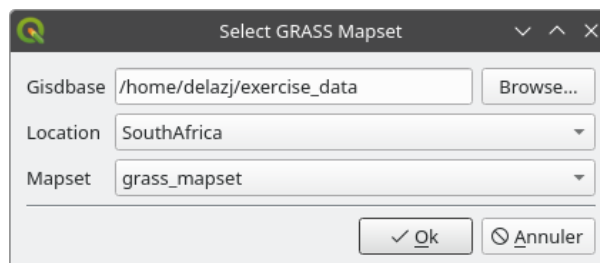 Select GRASS Mapset
Gisdbase /home/delazj/exercise_data Browse...
Location SouthAfrica
Mapset grass_mapset
Ok Annuler